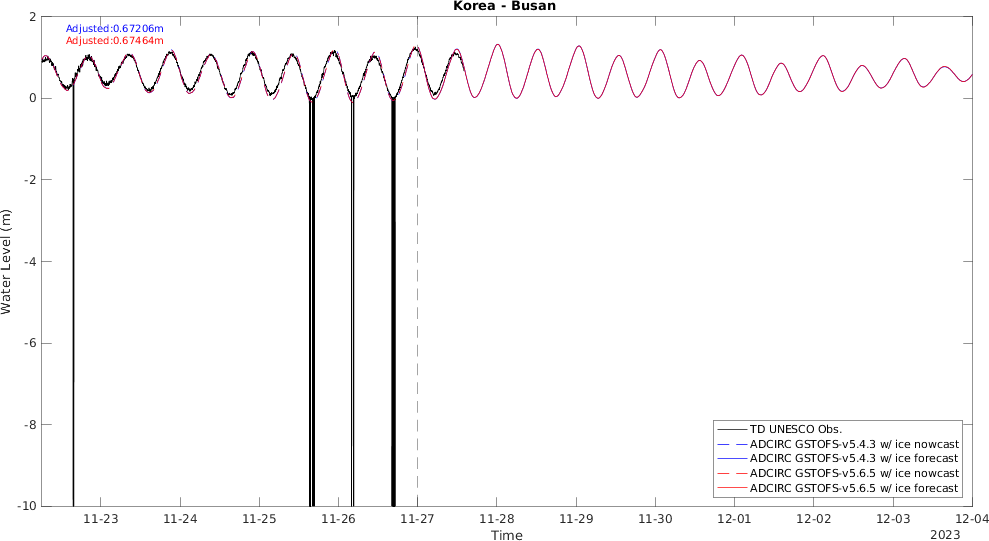 Korea - Busan
Adjusted:0.67206m
Adjusted:0.67464m
2
0
-2
-4
-6
-8
-10
Water Level (m)
TD UNESCO Obs.
ADCIRC GSTOFS-v5.4.3 w/ ice nowcast
ADCIRC GSTOFS-v5.4.3 w/ ice forecast
ADCIRC GSTOFS-v5.6.5 w/ ice nowcast
ADCIRC GSTOFS-v5.6.5 w/ ice forecast
11-23 11-24 11-25 11-26 11-27 11-28 11-29 11-30 12-01 12-02 12-03 12-04
Time
2023